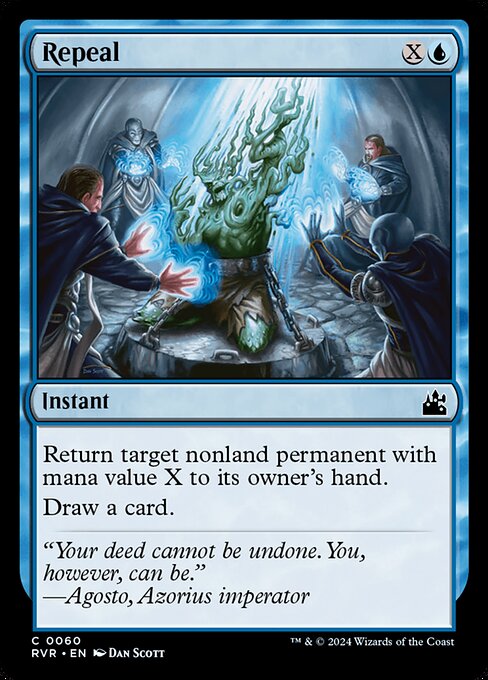 Repeal
X
Dan Scott
Instant
Return target nonland permanent with
mana value X to its owner's hand.
Draw a card.
“Your deed cannot be undone. You,
however, can be.”
—Agosto, Azorius imperator
C 0060
RVR • EN Dan Scott
™ & © 2024 Wizards of the Coast